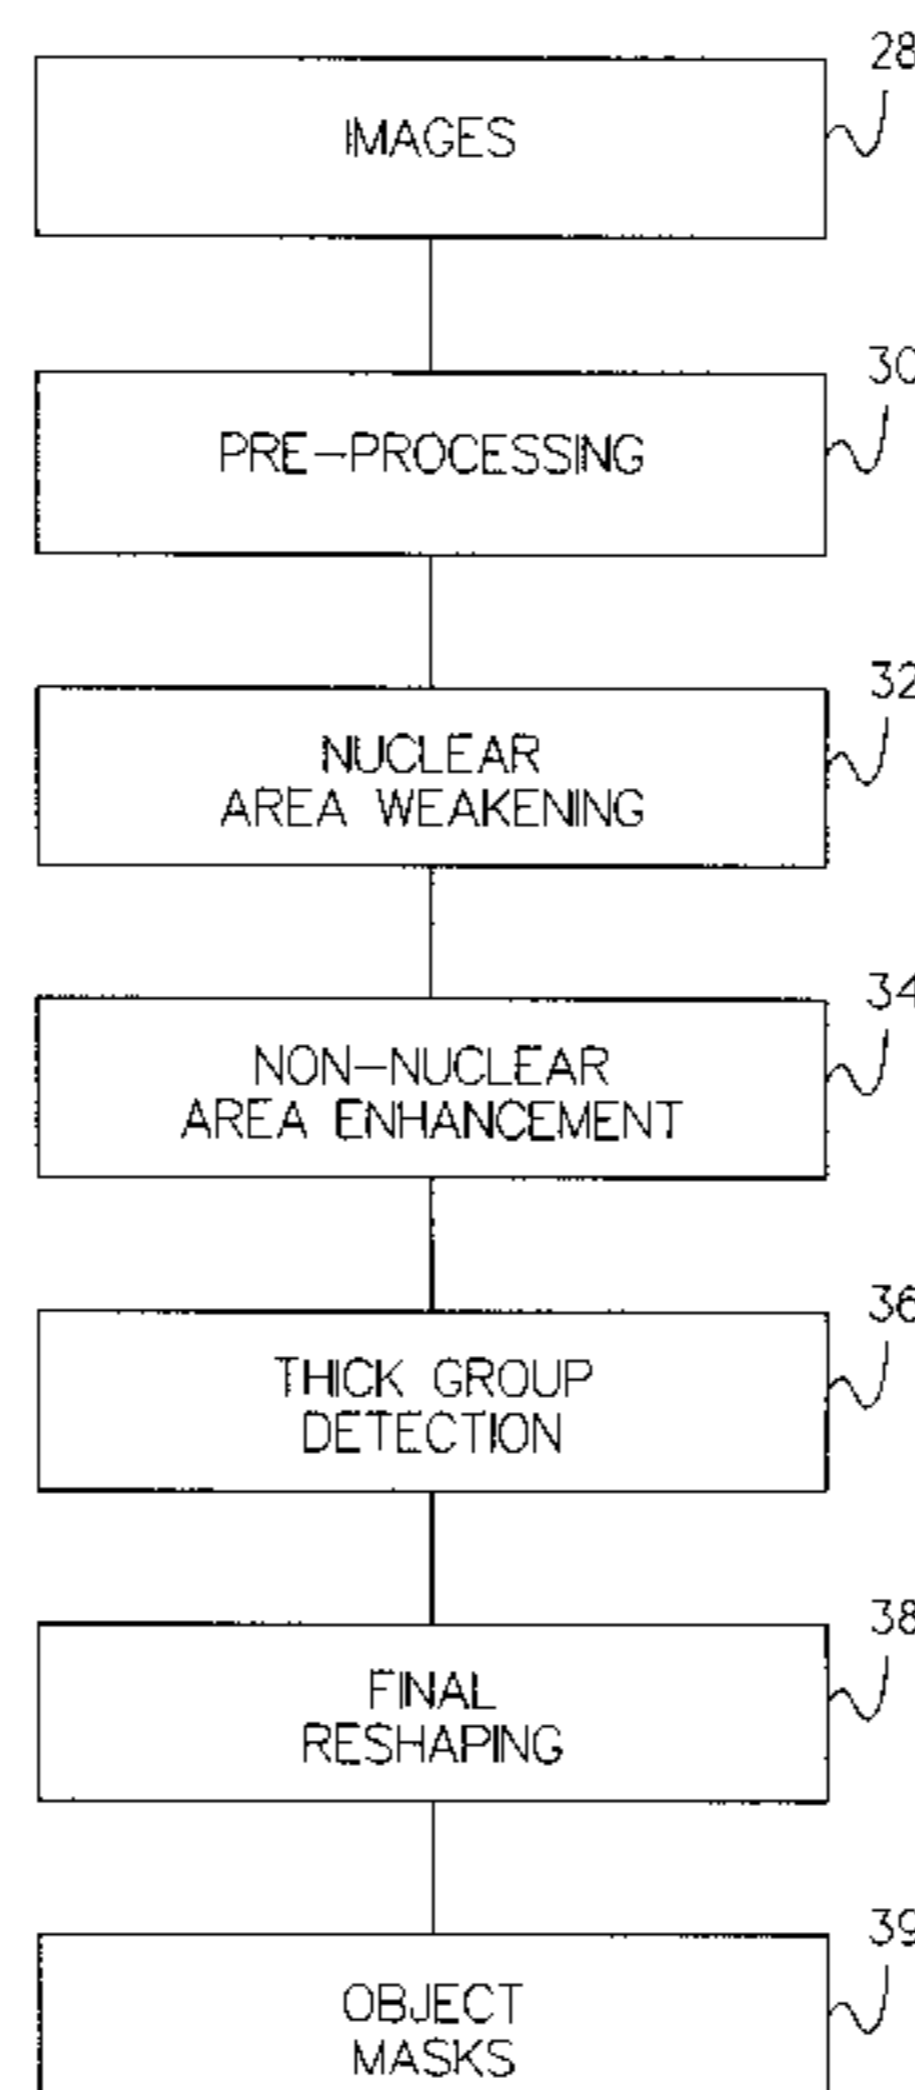 28
IMAGES
30
PRE-PROCESSING
32
NUCLEAR
AREA WEAKENING
34
NON-NUCLEAR
AREA ENHANCEMENT
36
THICK GROUP
DETECTION
38
FINAL
RESHAPING
39
OBJECT
MASKS